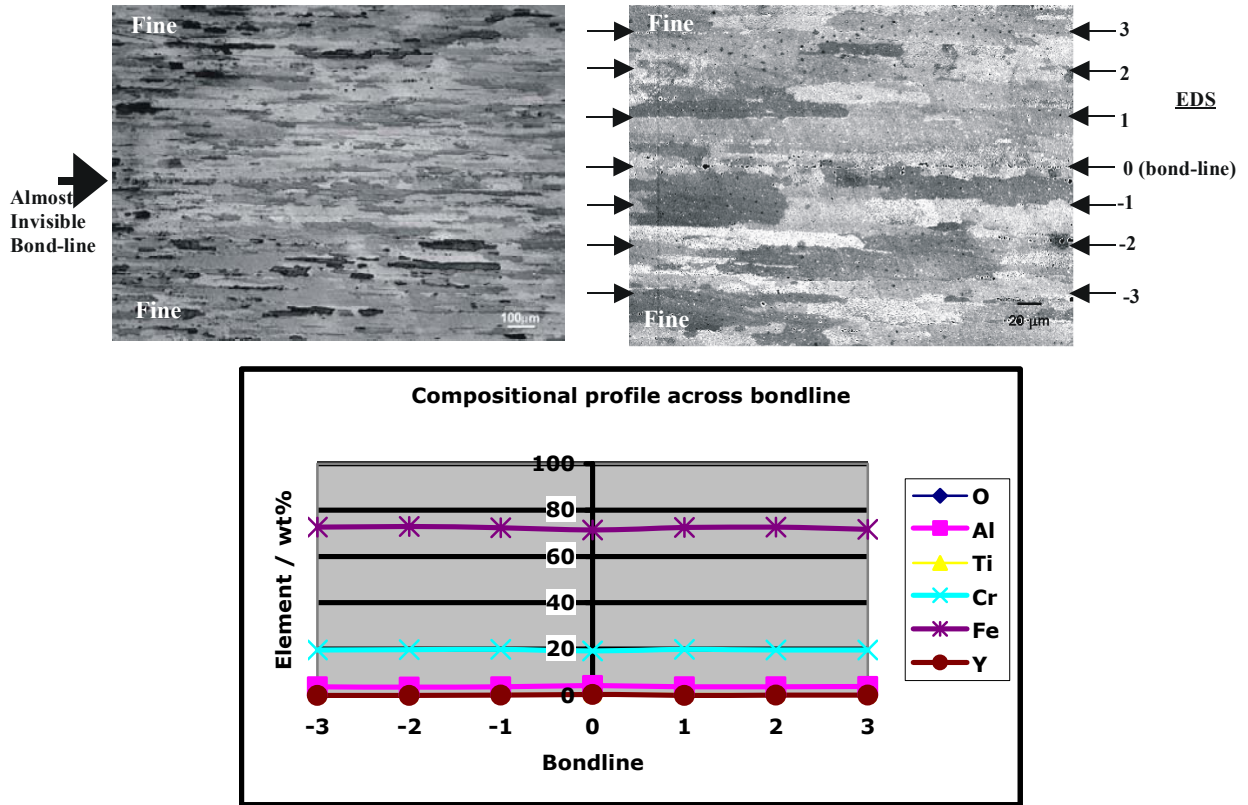 Fine
Almost
Invisible
Bond-line
Fine
100µm
Fine
3
2
EDS
1
0 (bond-line)
-1
-2
-3
Fine
20 µm
Compositional profile across bondline
Element / wt%
100
80
60
40
20
0
-3 -2 -1 0 1 2 3
Bondline
O
Al
Ti
Cr
Fe
Y